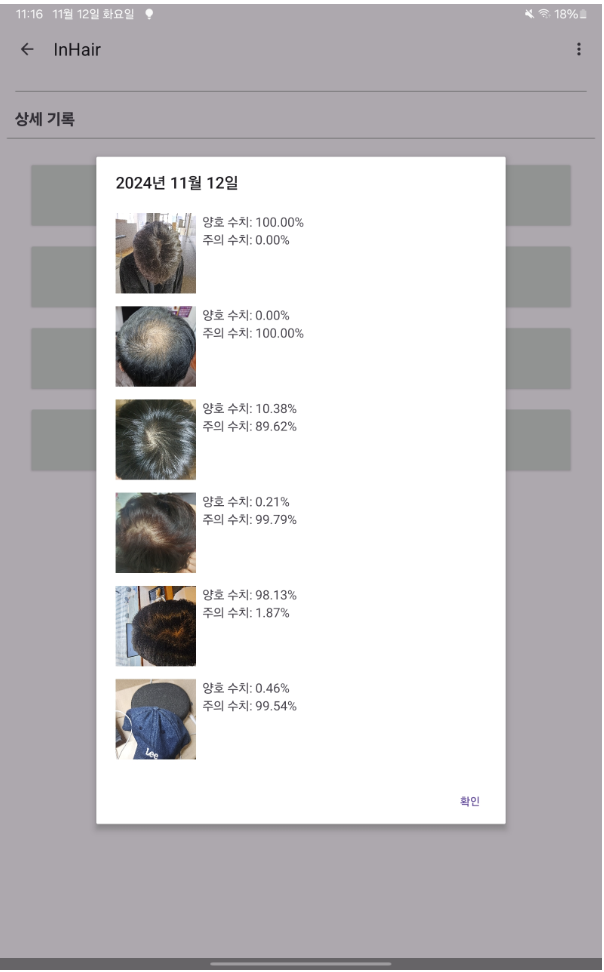 11:16 11월 12일 화요일
18%
InHair
상세 기록
2024년 11월 12일
양호 수치: 100.00%
주의 수치: 0.00%
양호 수치: 0.00%
주의 수치: 100.00%
양호 수치: 10.38%
주의 수치: 89.62%
양호 수치: 0.21%
주의 수치: 99.79%
양호 수치: 98.13%
주의 수치: 1.87%
양호 수치: 0.46%
주의 수치: 99.54%
Lee
확인